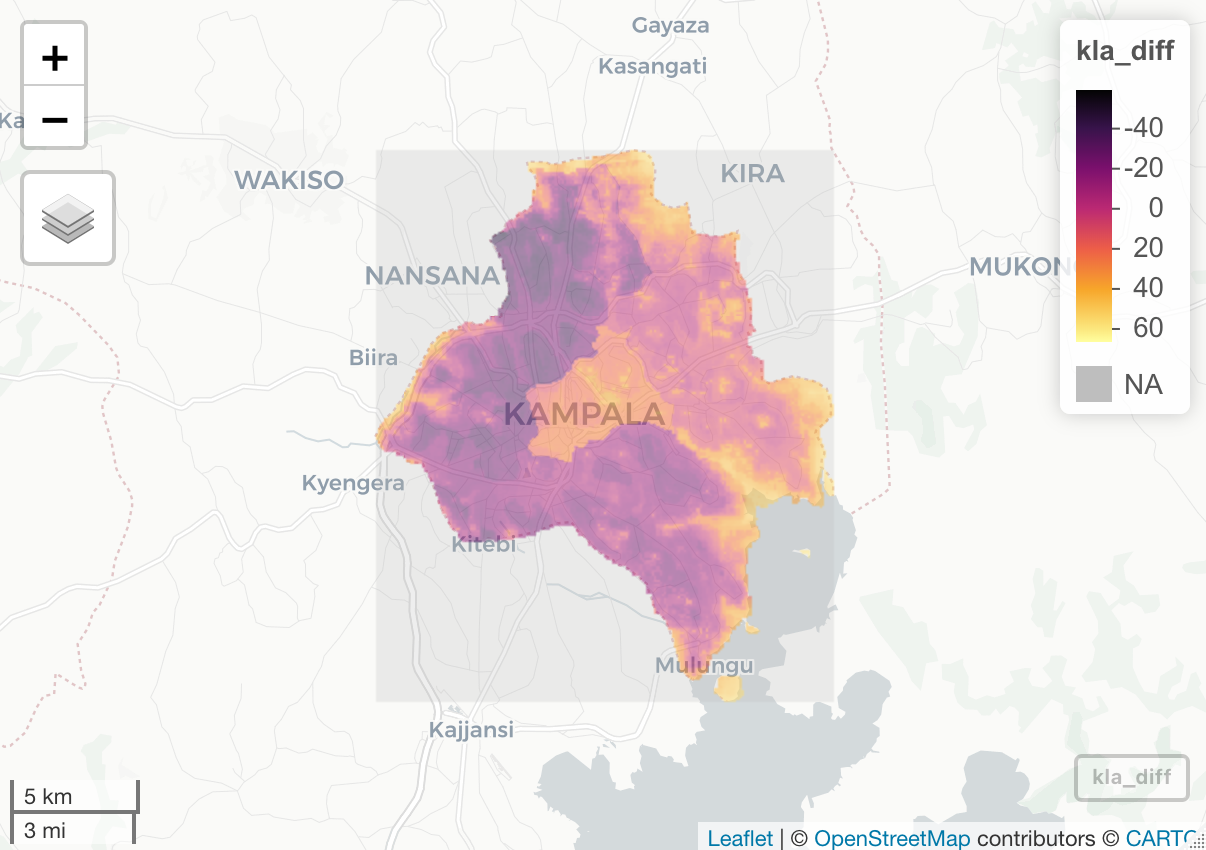 +
−
Gayaza
Kasangati
Ka
WAKISO
KIRA
NANSANA
MUKON
Biira
KAMPALA
Kyengera
Kitebi
Mulungu
Kajjansi
kla_diff
-40
-20
0
20
40
60
NA
kla_diff
5 km
3 mi
Leaflet | © OpenStreetMap contributors © CARTO